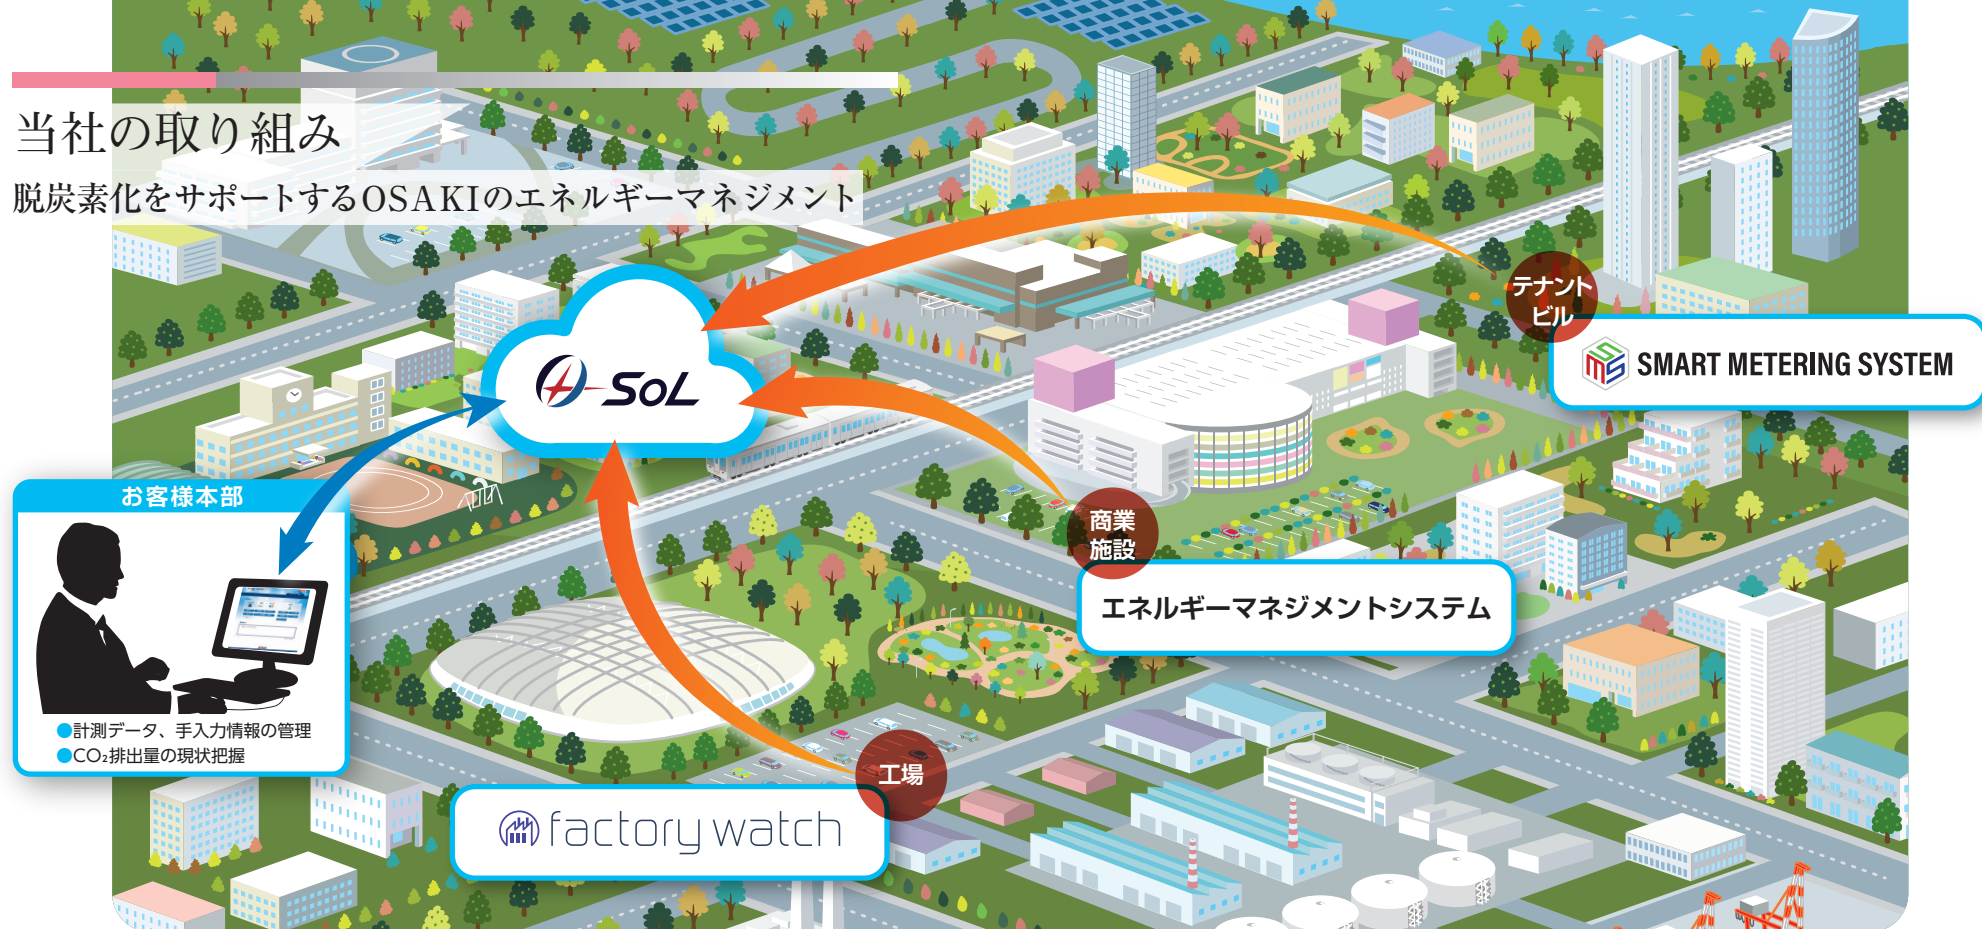 当社の取り組み
脱炭素化をサポートするOSAKIのエネルギーマネジメント
テナント
ビル
SMS
SMART METERING SYSTEM
SoL
お客様本部
商業
施設
エネルギーマネジメントシステム
●計測データ、手入力情報の管理
●CO₂排出量の現状把握
工場
factory watch